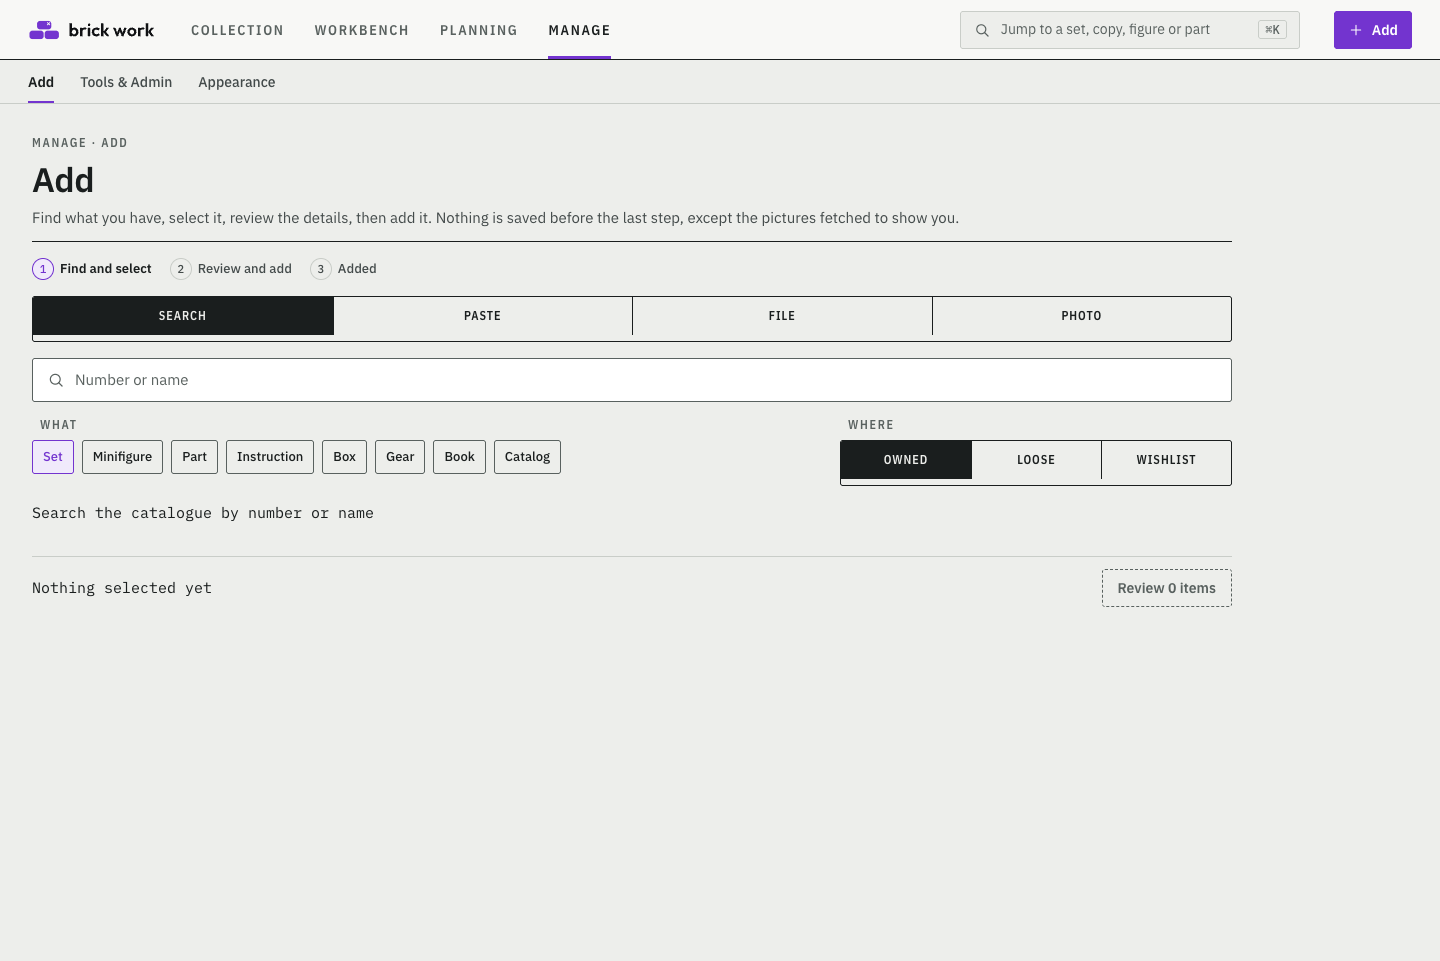 brick work COLLECTION WORKBENCH PLANNING MANAGE Jump to a set, copy, figure or part ⌘K + Add
Add Tools & Admin Appearance
MANAGE · ADD
Add
Find what you have, select it, review the details, then add it. Nothing is saved before the last step, except the pictures fetched to show you.
1 Find and select 2 Review and add 3 Added
SEARCH PASTE FILE PHOTO
Number or name
WHAT WHERE
Set Minifigure Part Instruction Box Gear Book Catalog OWNED LOOSE WISHLIST
Search the catalogue by number or name
Nothing selected yet Review 0 items